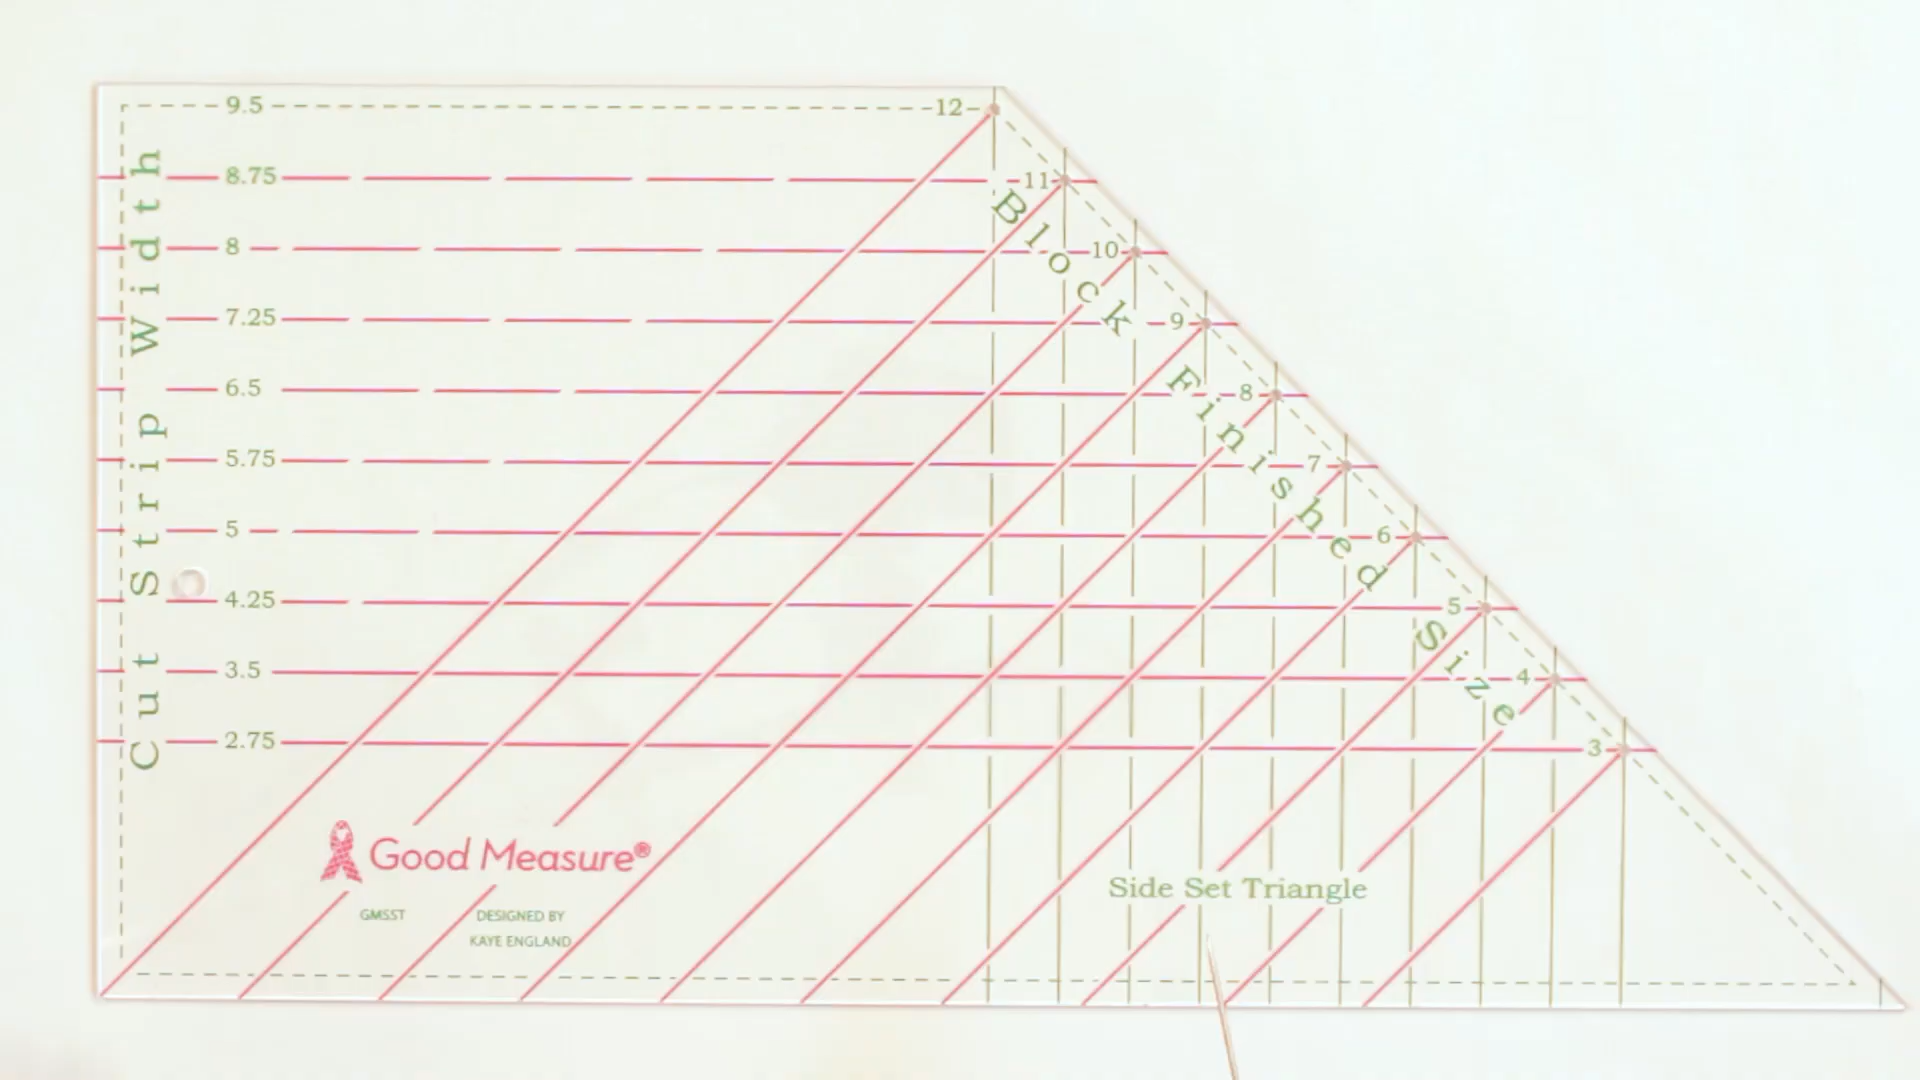 9.5
12
8.75
11
8
10
7.25
9
6.5
8
5.75
7
5
6
4.25
5
3.5
4
2.75
3
Cut Strip Width
Block Finished Size
Good Measure®
Side Set Triangle
GMSST
DESIGNED BY
KAYE ENGLAND